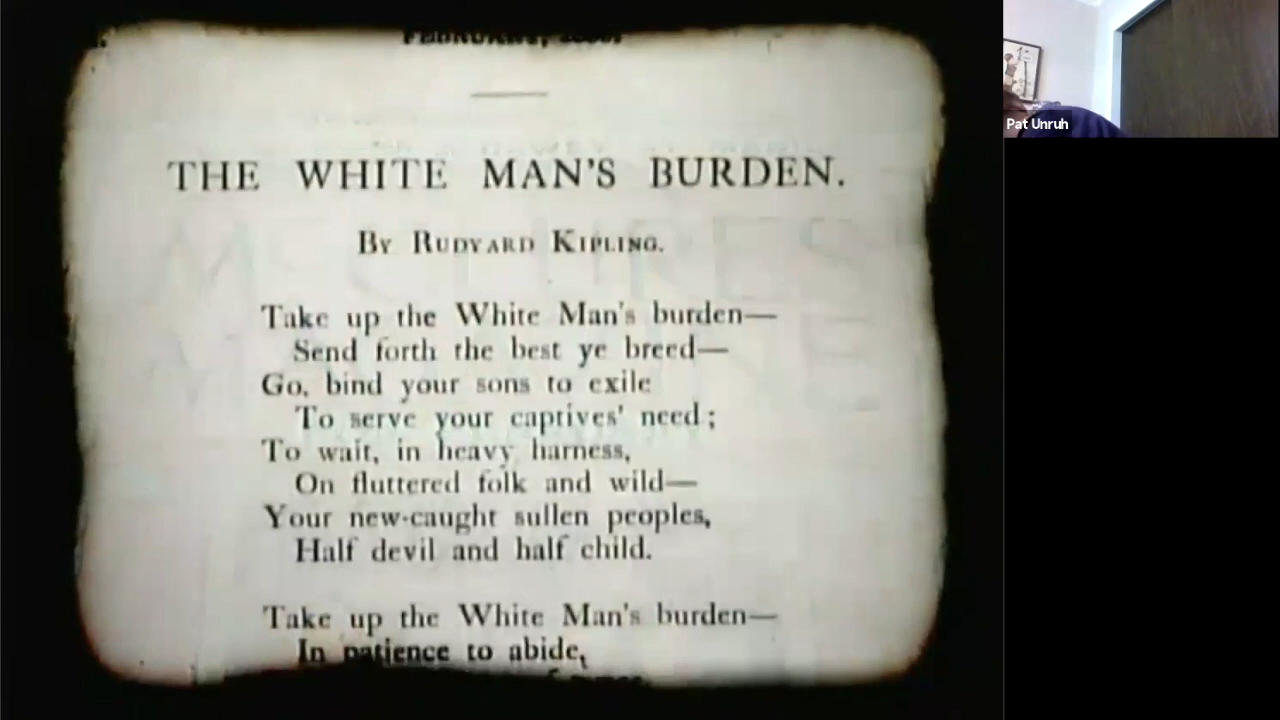 THE WHITE MAN'S BURDEN.
BY RUDYARD KIPLING.
Take up the White Man's burden—
Send forth the best ye breed—
Go, bind your sons to exile
To serve your captives' need;
To wait, in heavy harness,
On fluttered folk and wild—
Your new-caught sullen peoples,
Half devil and half child.
Take up the White Man's burden—
In patience to abide,
Pat Unruh